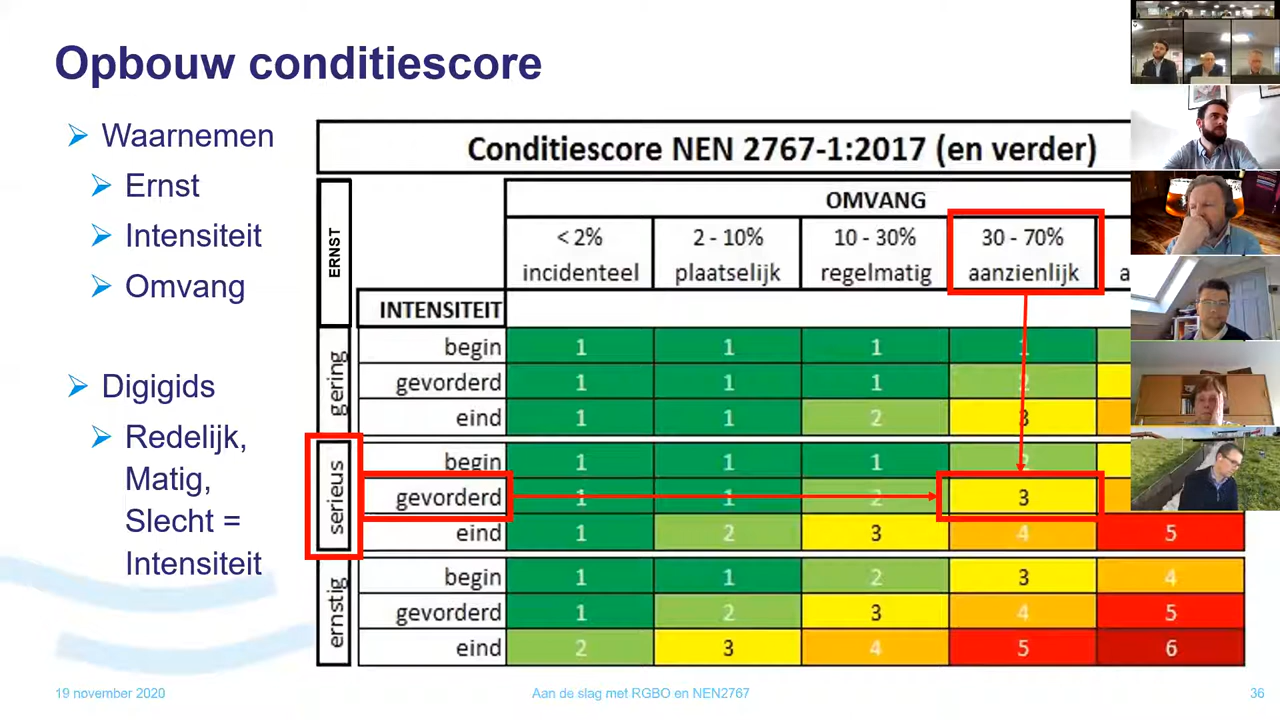 Opbouw conditiescore
Waarnemen
Ernst
Intensiteit
Omvang
Digigids
Redelijk,
Matig,
Slecht =
Intensiteit
Conditiescore NEN 2767-1:2017 (en verder)
ERNST
OMVANG
< 2% 2 - 10% 10 - 30% 30 - 70%
incidenteel plaatselijk regelmatig aanzienlijk a
INTENSITEIT
gering
begin 1 1 1 1
gevorderd 1 1 1 2
eind 1 1 2 3
serieus
begin 1 1 1 2
gevorderd 1 1 2 3
eind 1 2 3 4 5
ernstig
begin 1 1 2 3 4
gevorderd 1 2 3 4 5
eind 2 3 4 5 6
19 november 2020 Aan de slag met RGBO en NEN2767 36